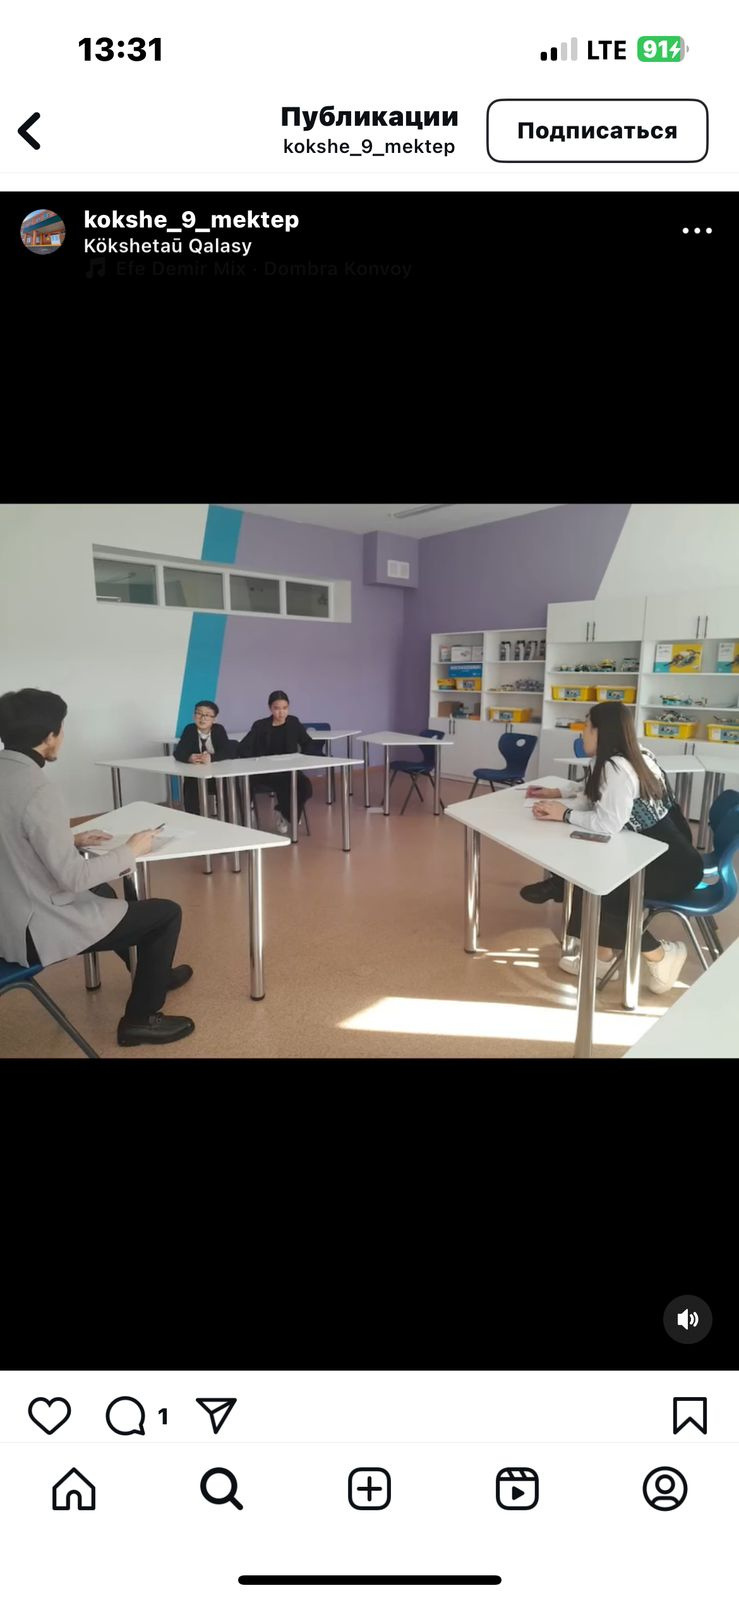 13:31
LTE
91
Публикации
kokshe_9_mektep
Подписаться
kokshe_9_mektep
Kökshetaū Qalasy
Efe Demir Mix · Dombra Konvoy
1